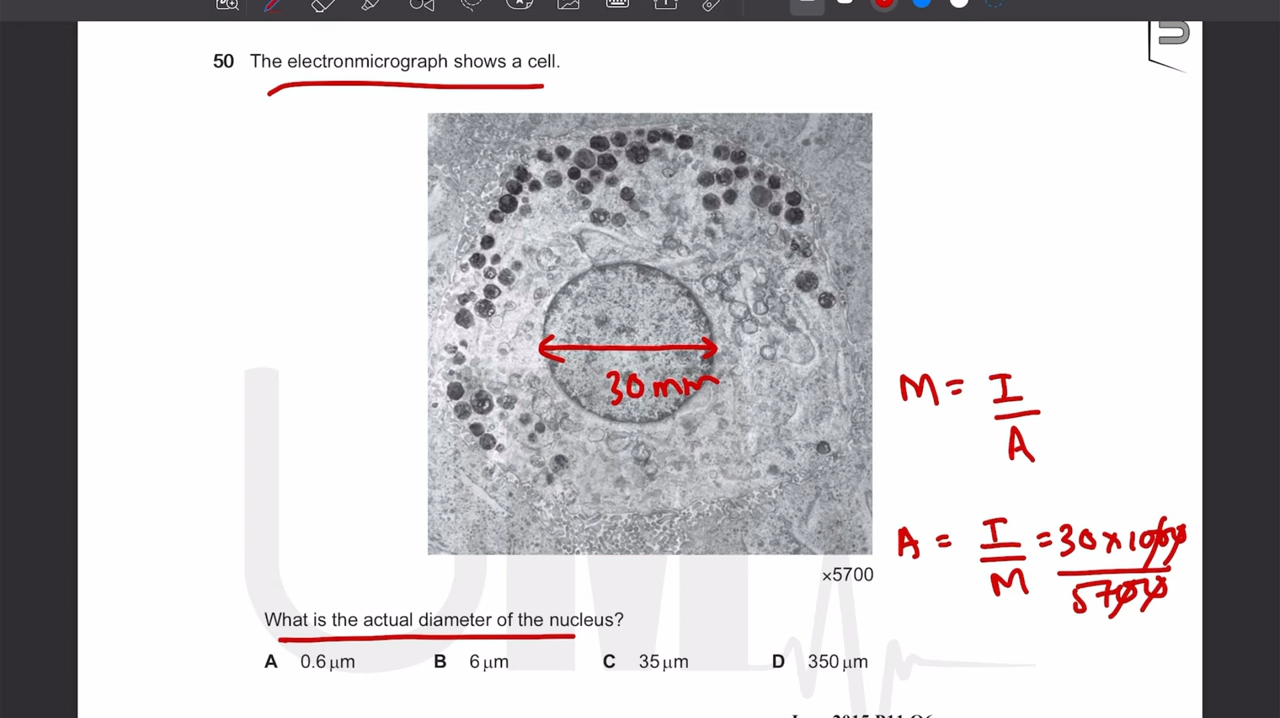 50 The electronmicrograph shows a cell.
30 mm
M = I / A
A = I / M = 30 × 1000 / 5700
×5700
What is the actual diameter of the nucleus?
A 0.6 μm B 6 μm C 35 μm D 350 μm